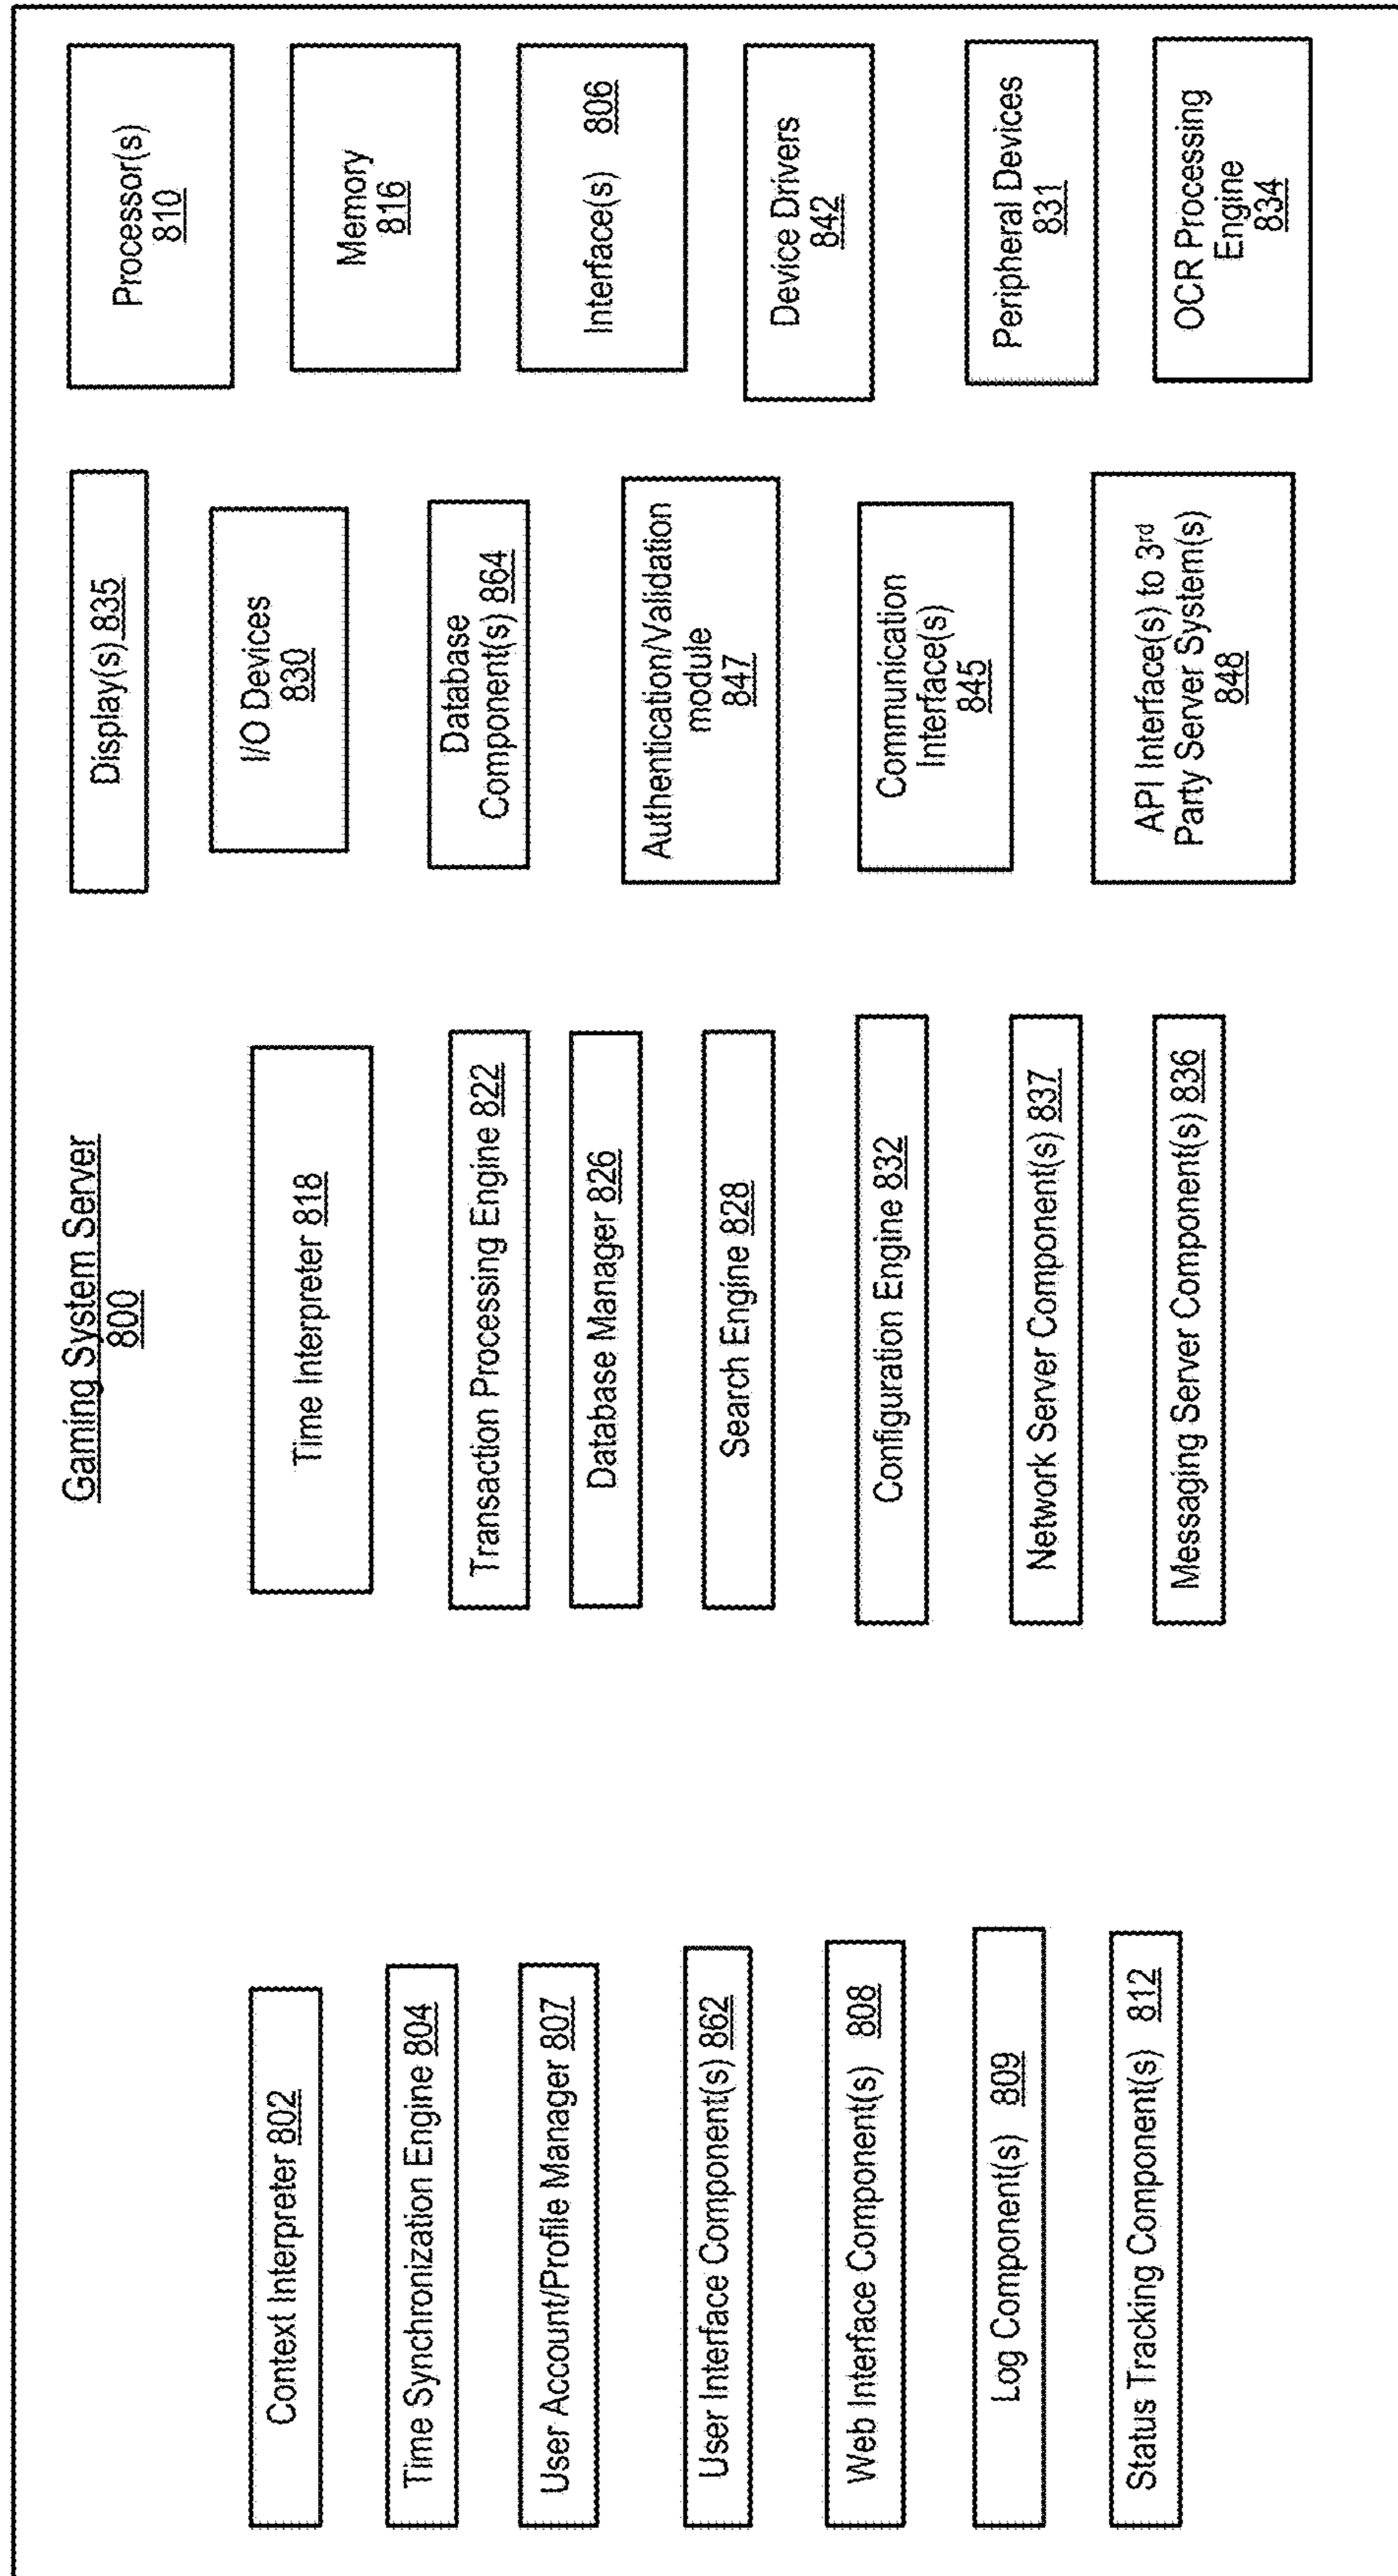 Gaming System Server
800
Context Interpreter 802
Time Synchronization Engine 804
User Account/Profile Manager 807
User Interface Component(s) 862
Web Interface Component(s) 808
Log Component(s) 809
Status Tracking Component(s) 812
Time Interpreter 818
Transaction Processing Engine 822
Database Manager 826
Search Engine 828
Configuration Engine 832
Network Server Component(s) 837
Messaging Server Component(s) 836
Display(s) 835
I/O Devices
830
Database
Component(s) 864
Authentication/Validation
module
847
Communication
Interface(s)
845
API Interface(s) to 3rd
Party Server System(s)
848
Processor(s)
810
Memory
816
Interface(s) 806
Device Drivers
842
Peripheral Devices
831
OCR Processing
Engine
834